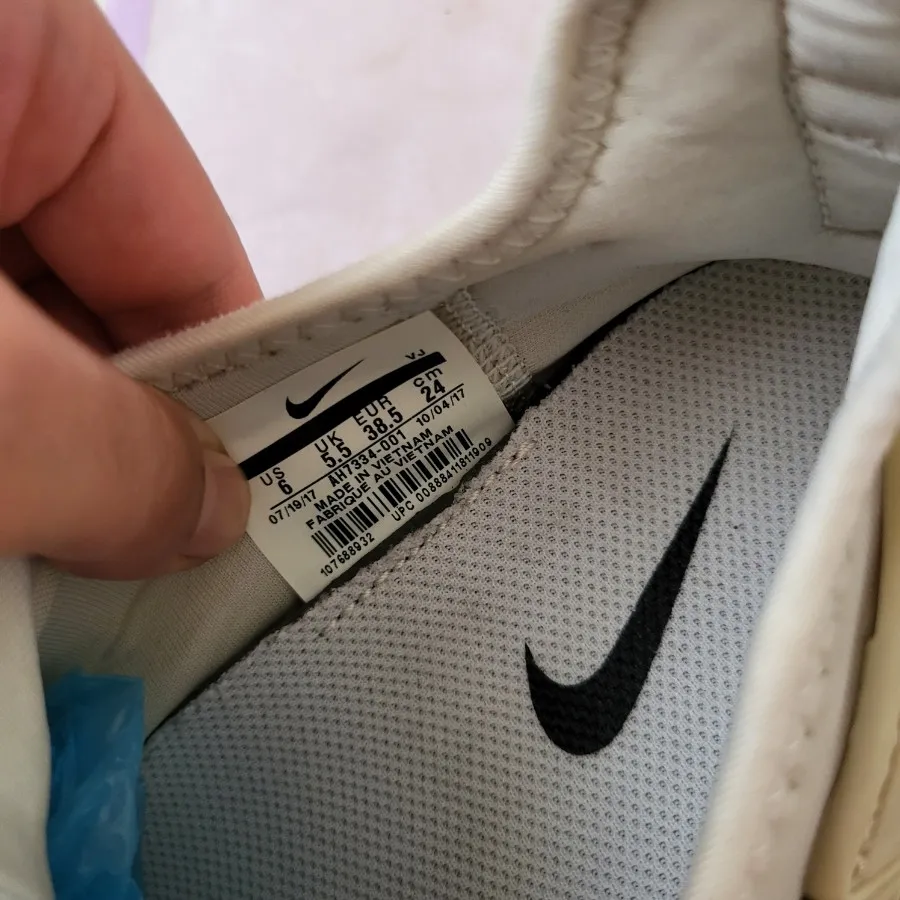 VJ
US UK EUR cm
6 5.5 38.5 24
07/19/17 AH7334-001 10/04/17
MADE IN VIETNAM
FABRIQUE AU VIETNAM
107688932 UPC 00888411811909